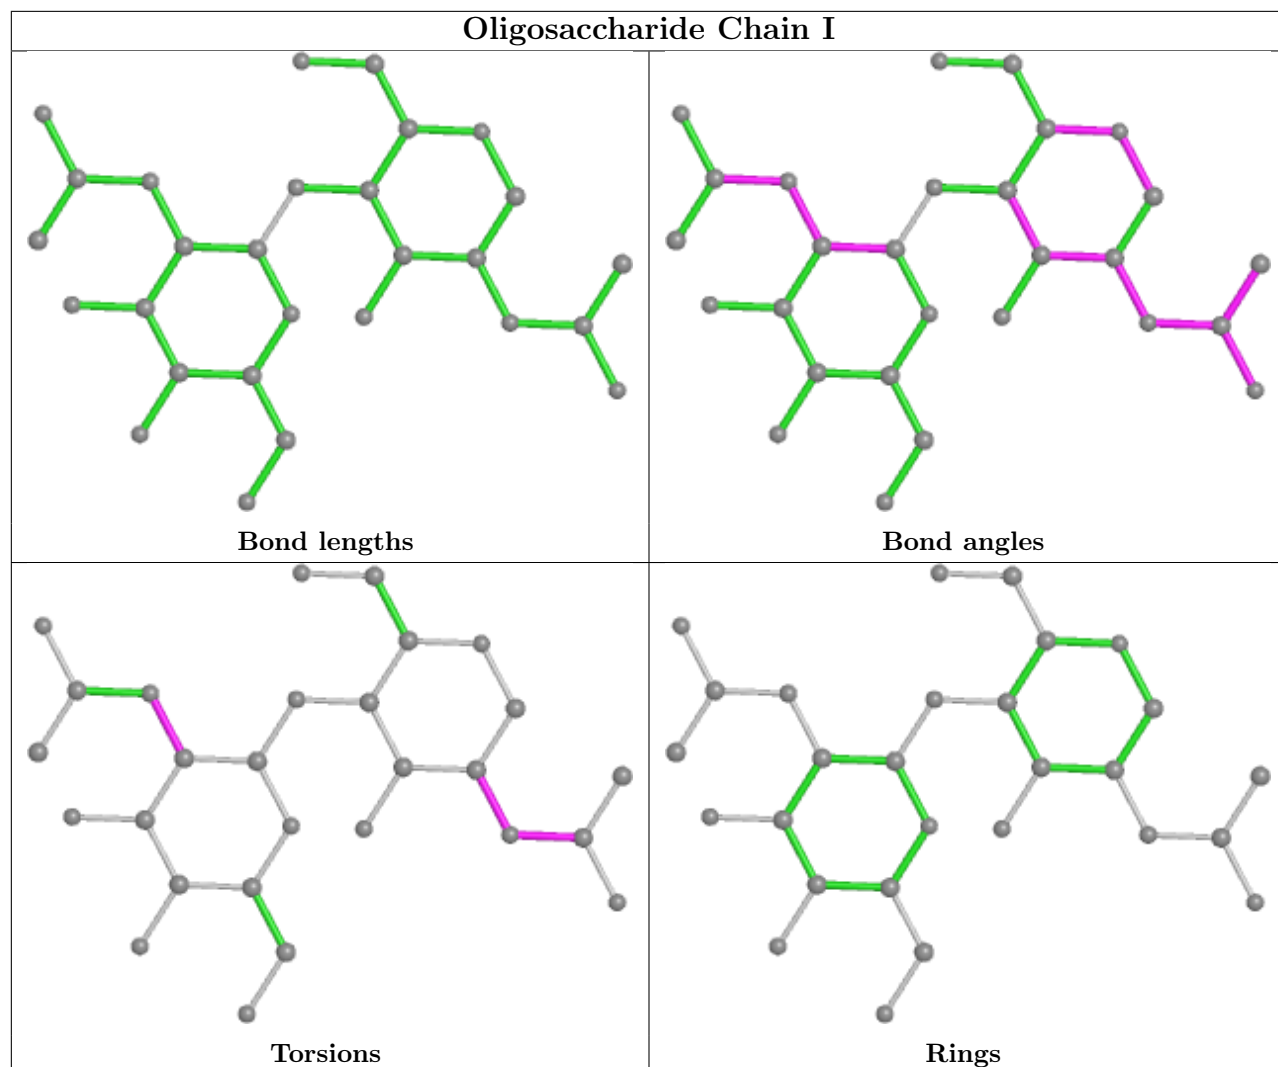 Oligosaccharide Chain I
Bond lengths
Bond angles
Torsions
Rings